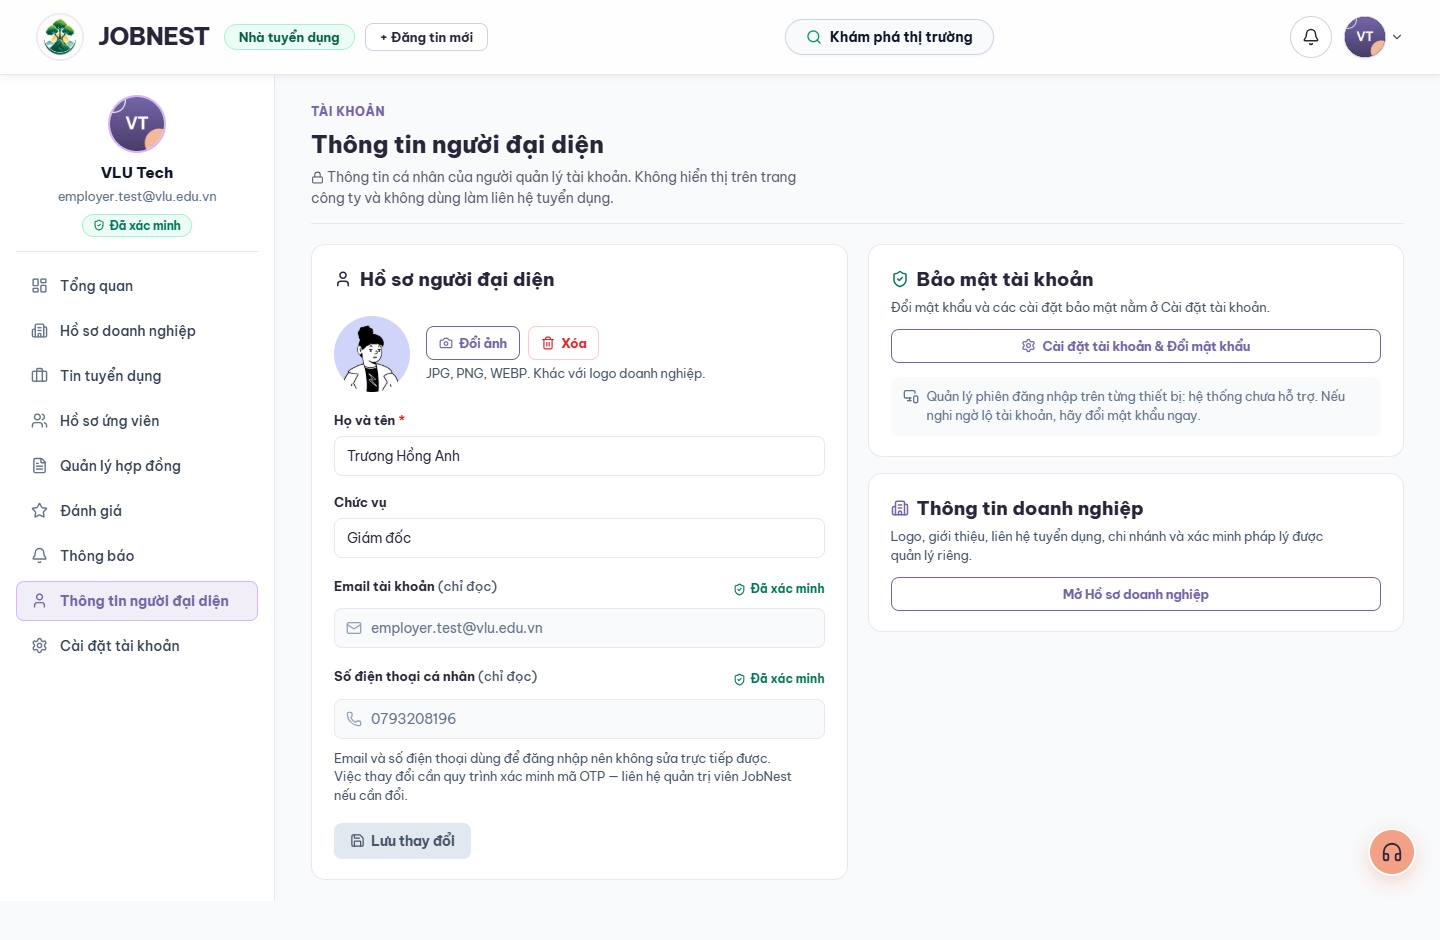 JOBNEST
Nhà tuyển dụng
+ Đăng tin mới
Khám phá thị trường
VT
VT
VLU Tech
employer.test@vlu.edu.vn
Đã xác minh
Tổng quan
Hồ sơ doanh nghiệp
Tin tuyển dụng
Hồ sơ ứng viên
Quản lý hợp đồng
Đánh giá
Thông báo
Thông tin người đại diện
Cài đặt tài khoản
TÀI KHOẢN
Thông tin người đại diện
Thông tin cá nhân của người quản lý tài khoản. Không hiển thị trên trang
công ty và không dùng làm liên hệ tuyển dụng.
Hồ sơ người đại diện
Đổi ảnh
Xóa
JPG, PNG, WEBP. Khác với logo doanh nghiệp.
Họ và tên *
Trương Hồng Anh
Chức vụ
Giám đốc
Email tài khoản (chỉ đọc)
Đã xác minh
employer.test@vlu.edu.vn
Số điện thoại cá nhân (chỉ đọc)
Đã xác minh
0793208196
Email và số điện thoại dùng để đăng nhập nên không sửa trực tiếp được.
Việc thay đổi cần quy trình xác minh mã OTP — liên hệ quản trị viên JobNest
nếu cần đổi.
Lưu thay đổi
Bảo mật tài khoản
Đổi mật khẩu và các cài đặt bảo mật nằm ở Cài đặt tài khoản.
Cài đặt tài khoản & Đổi mật khẩu
Quản lý phiên đăng nhập trên từng thiết bị: hệ thống chưa hỗ trợ. Nếu
nghi ngờ lộ tài khoản, hãy đổi mật khẩu ngay.
Thông tin doanh nghiệp
Logo, giới thiệu, liên hệ tuyển dụng, chi nhánh và xác minh pháp lý được
quản lý riêng.
Mở Hồ sơ doanh nghiệp